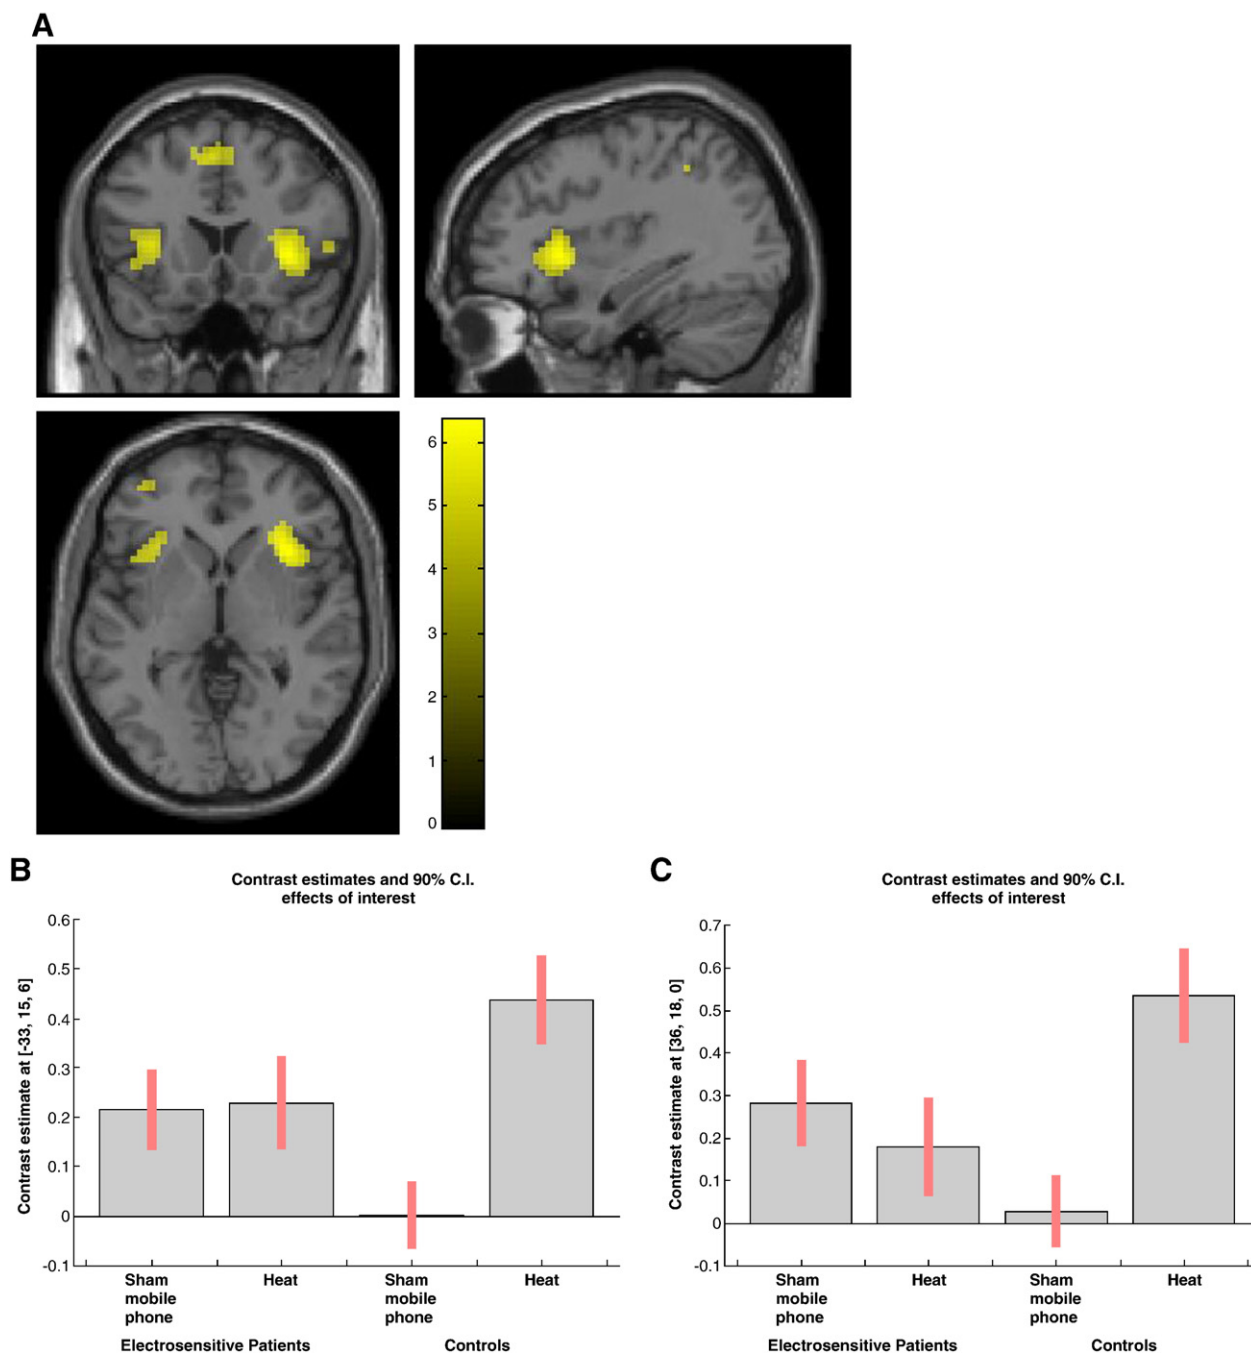 A
6
5
4
3
2
1
0
B
Contrast estimates and 90% C.I.
effects of interest
Contrast estimate at [-33, 15, 6]
0.6
0.5
0.4
0.3
0.2
0.1
0
-0.1
Sham
mobile
phone
Heat
Sham
mobile
phone
Heat
Electrosensitive Patients
Controls
C
Contrast estimates and 90% C.I.
effects of interest
Contrast estimate at [36, 18, 0]
0.7
0.6
0.5
0.4
0.3
0.2
0.1
0
-0.1
Sham
mobile
phone
Heat
Sham
mobile
phone
Heat
Electrosensitive Patients
Controls